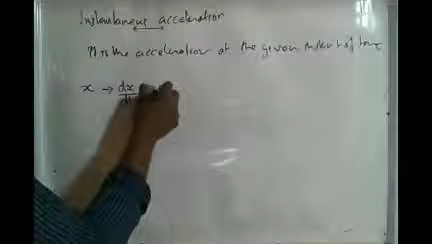 Instantaneous acceleration
It is the acceleration at the given instant of time
x → dx
dt